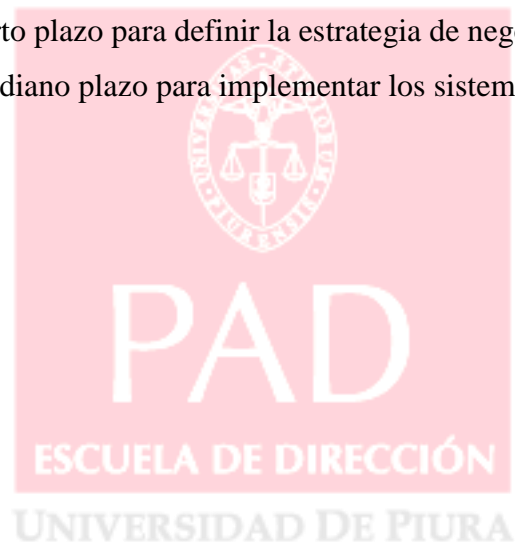 rto plazo para definir la estrategia de neg
diano plazo para implementar los sistem
PAD
ESCUELA DE DIRECCIÓN
UNIVERSIDAD DE PIURA